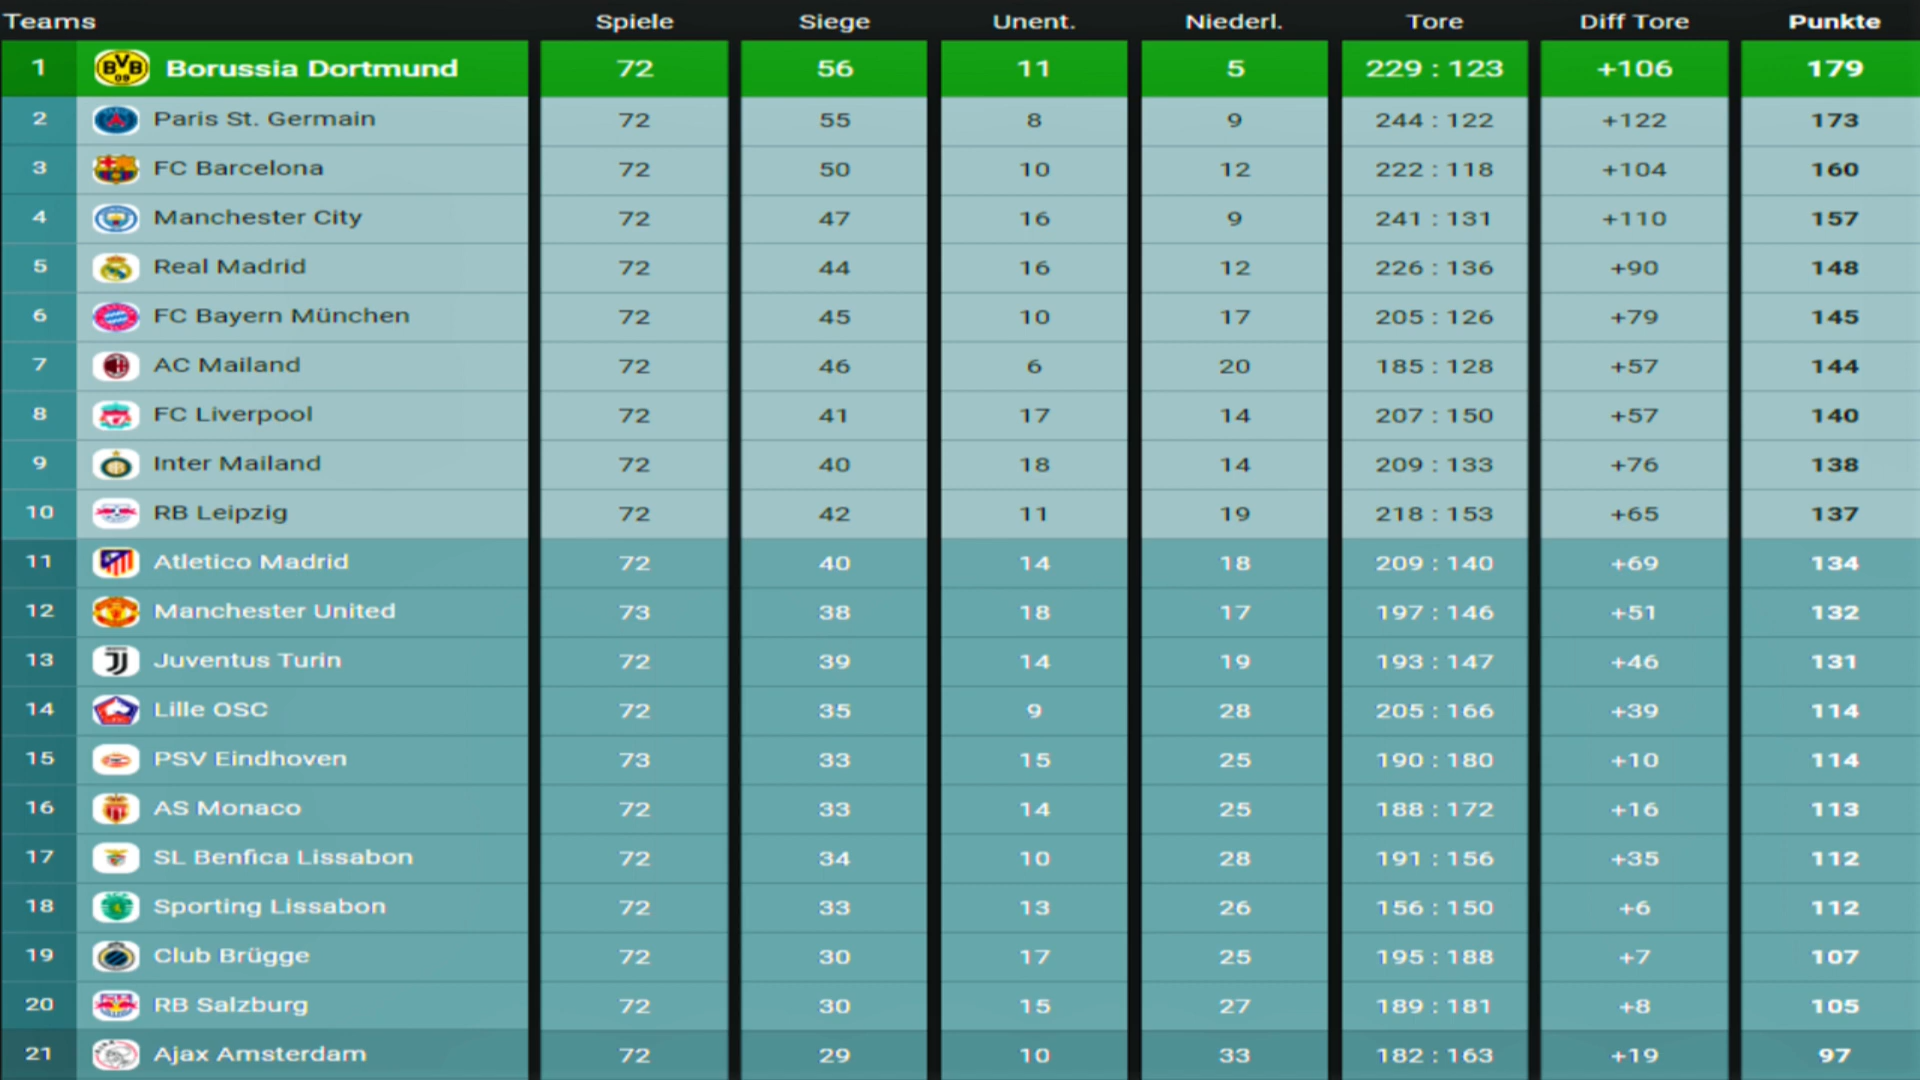 Teams Spiele Siege Unent. Niederl. Tore Diff Tore Punkte
1 BVB 09 Borussia Dortmund 72 56 11 5 229 : 123 +106 179
2 Paris St. Germain 72 55 8 9 244 : 122 +122 173
3 FC Barcelona 72 50 10 12 222 : 118 +104 160
4 Manchester City 72 47 16 9 241 : 131 +110 157
5 Real Madrid 72 44 16 12 226 : 136 +90 148
6 FC Bayern München 72 45 10 17 205 : 126 +79 145
7 AC Mailand 72 46 6 20 185 : 128 +57 144
8 FC Liverpool 72 41 17 14 207 : 150 +57 140
9 Inter Mailand 72 40 18 14 209 : 133 +76 138
10 RB Leipzig 72 42 11 19 218 : 153 +65 137
11 Atletico Madrid 72 40 14 18 209 : 140 +69 134
12 Manchester United 73 38 18 17 197 : 146 +51 132
13 Juventus Turin 72 39 14 19 193 : 147 +46 131
14 Lille OSC 72 35 9 28 205 : 166 +39 114
15 PSV Eindhoven 73 33 15 25 190 : 180 +10 114
16 AS Monaco 72 33 14 25 188 : 172 +16 113
17 SL Benfica Lissabon 72 34 10 28 191 : 156 +35 112
18 Sporting Lissabon 72 33 13 26 156 : 150 +6 112
19 Club Brügge 72 30 17 25 195 : 188 +7 107
20 RB Salzburg 72 30 15 27 189 : 181 +8 105
21 Ajax Amsterdam 72 29 10 33 182 : 163 +19 97